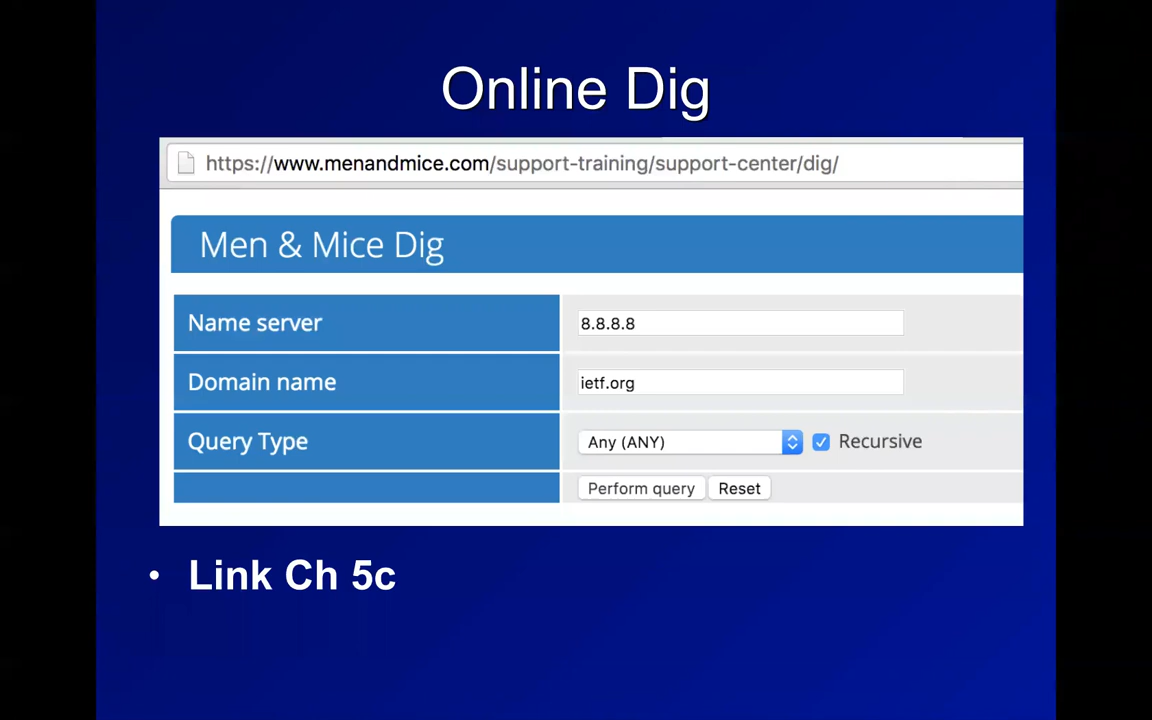 Online Dig
https://www.menandmice.com/support-training/support-center/dig/
Men & Mice Dig
Name server 8.8.8.8
Domain name ietf.org
Query Type Any (ANY) Recursive
Perform query Reset
• Link Ch 5c